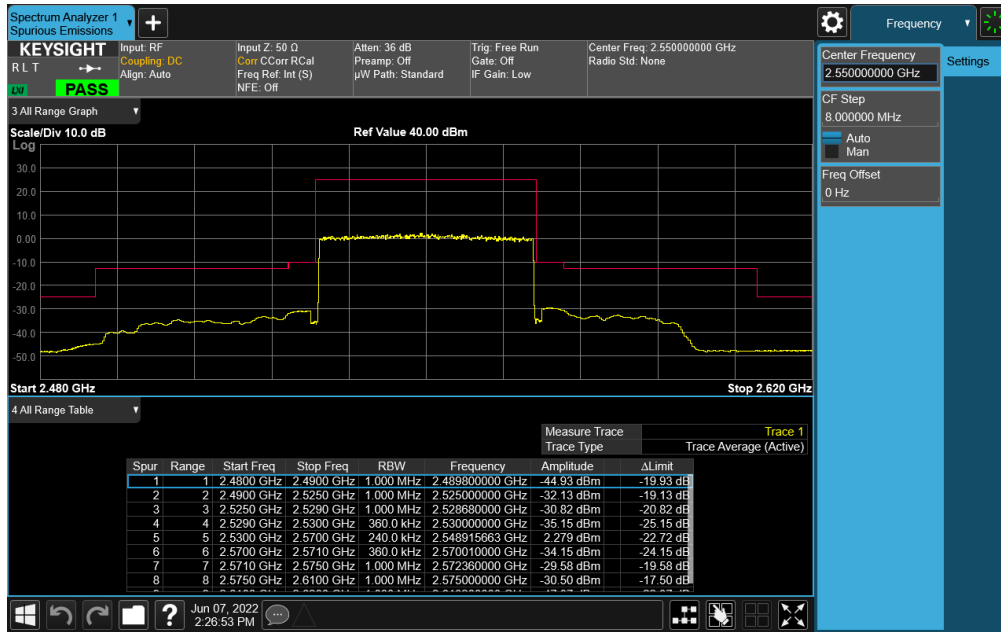 Spectrum Analyzer 1
Spurious Emissions
Frequency
KEYSIGHT
R L T
LXI
PASS
Input: RF
Coupling: DC
Align: Auto
Input Z: 50 Ω
Corr CCorr RCal
Freq Ref: Int (S)
NFE: Off
Atten: 36 dB
Preamp: Off
µW Path: Standard
Trig: Free Run
Gate: Off
IF Gain: Low
Center Freq: 2.550000000 GHz
Radio Std: None
3 All Range Graph
Scale/Div 10.0 dB
Ref Value 40.00 dBm
Log
30.0
20.0
10.0
0.00
-10.0
-20.0
-30.0
-40.0
-50.0
Start 2.480 GHz
Stop 2.620 GHz
4 All Range Table
Measure Trace Trace 1
Trace Type Trace Average (Active)
Spur Range Start Freq Stop Freq RBW Frequency Amplitude ΔLimit
1 1 2.4800 GHz 2.4900 GHz 1.000 MHz 2.489800000 GHz -44.93 dBm -19.93 dB
2 2 2.4900 GHz 2.5250 GHz 1.000 MHz 2.525000000 GHz -32.13 dBm -19.13 dB
3 3 2.5250 GHz 2.5290 GHz 1.000 MHz 2.528680000 GHz -30.82 dBm -20.82 dB
4 4 2.5290 GHz 2.5300 GHz 360.0 kHz 2.530000000 GHz -35.15 dBm -25.15 dB
5 5 2.5300 GHz 2.5700 GHz 240.0 kHz 2.548915663 GHz 2.279 dBm -22.72 dB
6 6 2.5700 GHz 2.5710 GHz 360.0 kHz 2.570010000 GHz -34.15 dBm -24.15 dB
7 7 2.5710 GHz 2.5750 GHz 1.000 MHz 2.572360000 GHz -29.58 dBm -19.58 dB
8 8 2.5750 GHz 2.6100 GHz 1.000 MHz 2.575000000 GHz -30.50 dBm -17.50 dB
Center Frequency
2.550000000 GHz
CF Step
8.000000 MHz
Auto
Man
Freq Offset
0 Hz
Settings
?
Jun 07, 2022
2:26:53 PM